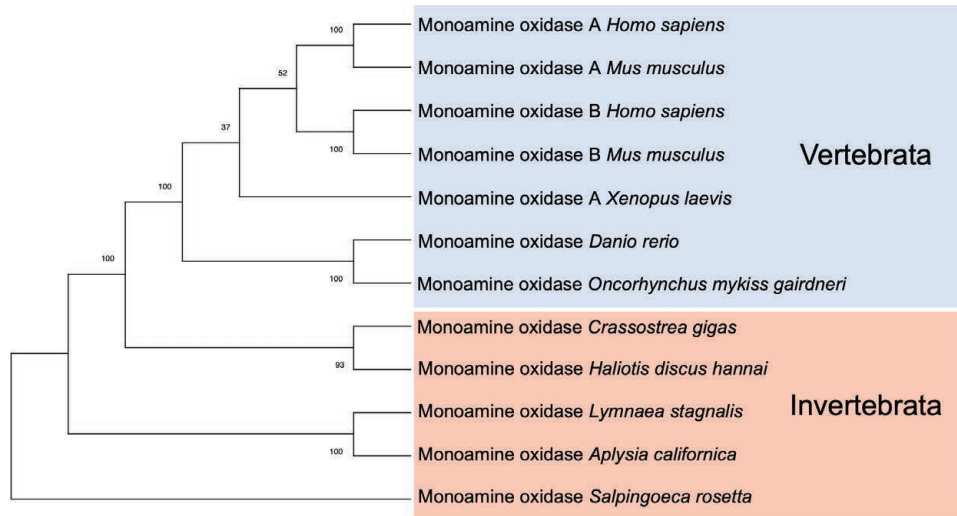 100
Monoamine oxidase A Homo sapiens
Monoamine oxidase A Mus musculus
52
Monoamine oxidase B Homo sapiens
37
100
Monoamine oxidase B Mus musculus
Vertebrata
100
Monoamine oxidase A Xenopus laevis
Monoamine oxidase Danio rerio
100
100
Monoamine oxidase Oncorhynchus mykiss gairdneri
Monoamine oxidase Crassostrea gigas
93
Monoamine oxidase Haliotis discus hannai
Invertebrata
Monoamine oxidase Lymnaea stagnalis
100
Monoamine oxidase Aplysia californica
Monoamine oxidase Salpingoeca rosetta